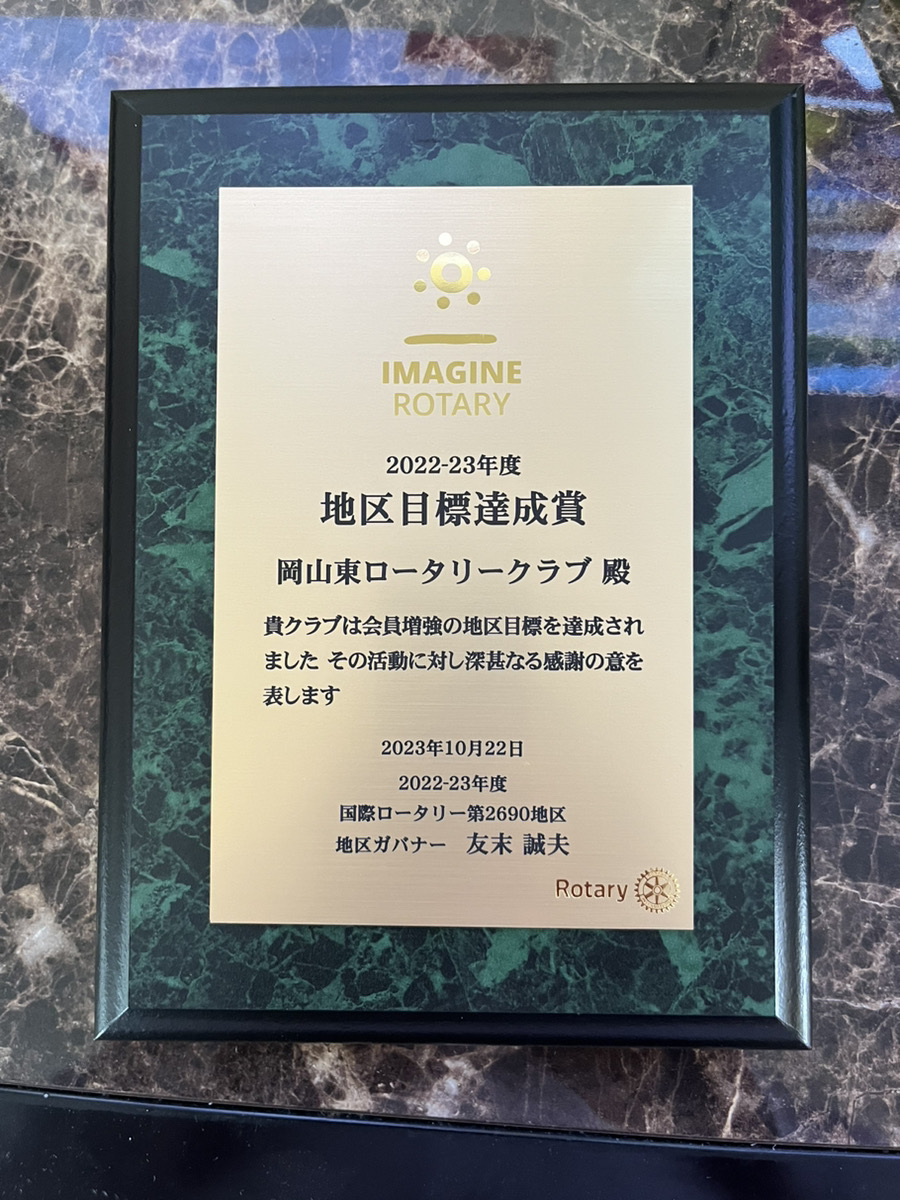 IMAGINE
ROTARY
2022-23年度
地区目標達成賞
岡山東ロータリークラブ 殿
貴クラブは会員増強の地区目標を達成され
ました その活動に対し深甚なる感謝の意を
表します
2023年10月22日
2022-23年度
国際ロータリー第2690地区
地区ガバナー 友末 誠夫
Rotary